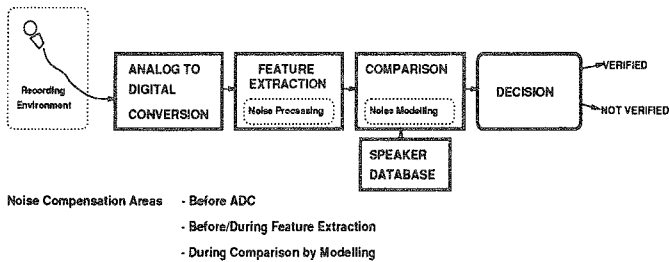 Recording
Environment
ANALOG TO
DIGITAL
CONVERSION
FEATURE
EXTRACTION
Noise Processing
COMPARISON
Noise Modelling
SPEAKER
DATABASE
DECISION
VERIFIED
NOT VERIFIED
Noise Compensation Areas - Before ADC
- Before/During Feature Extraction
- During Comparison by Modelling